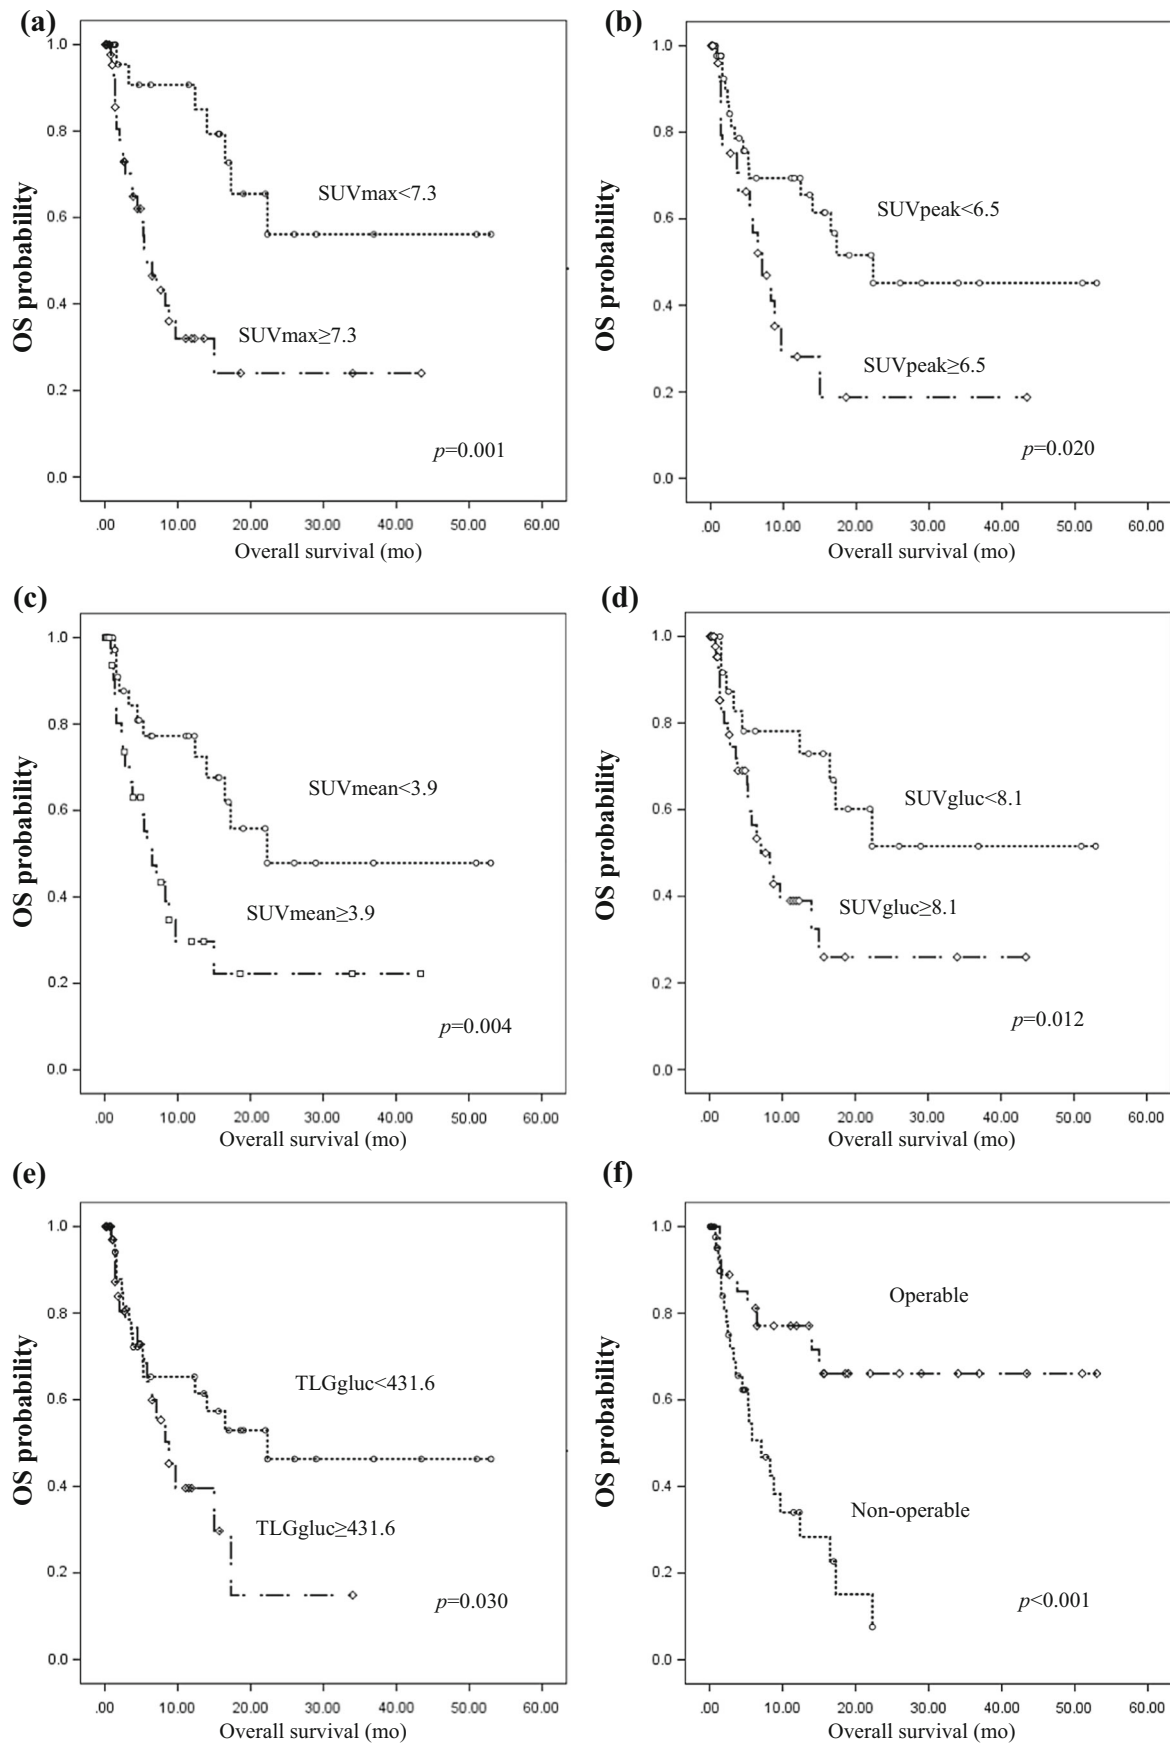 (a)
1.0
0.8
0.6
0.4
0.2
0.0
OS probability
SUVmax<7.3
SUVmax≥7.3
p=0.001
.00 10.00 20.00 30.00 40.00 50.00 60.00
Overall survival (mo)
(b)
1.0
0.8
0.6
0.4
0.2
0.0
OS probability
SUVpeak<6.5
SUVpeak≥6.5
p=0.020
.00 10.00 20.00 30.00 40.00 50.00 60.00
Overall survival (mo)
(c)
1.0
0.8
0.6
0.4
0.2
0.0
OS probability
SUVmean<3.9
SUVmean≥3.9
p=0.004
.00 10.00 20.00 30.00 40.00 50.00 60.00
Overall survival (mo)
(d)
1.0
0.8
0.6
0.4
0.2
0.0
OS probability
SUVgluc<8.1
SUVgluc≥8.1
p=0.012
.00 10.00 20.00 30.00 40.00 50.00 60.00
Overall survival (mo)
(e)
1.0
0.8
0.6
0.4
0.2
0.0
OS probability
TLGgluc<431.6
TLGgluc≥431.6
p=0.030
.00 10.00 20.00 30.00 40.00 50.00 60.00
Overall survival (mo)
(f)
1.0
0.8
0.6
0.4
0.2
0.0
OS probability
Operable
Non-operable
p<0.001
.00 10.00 20.00 30.00 40.00 50.00 60.00
Overall survival (mo)